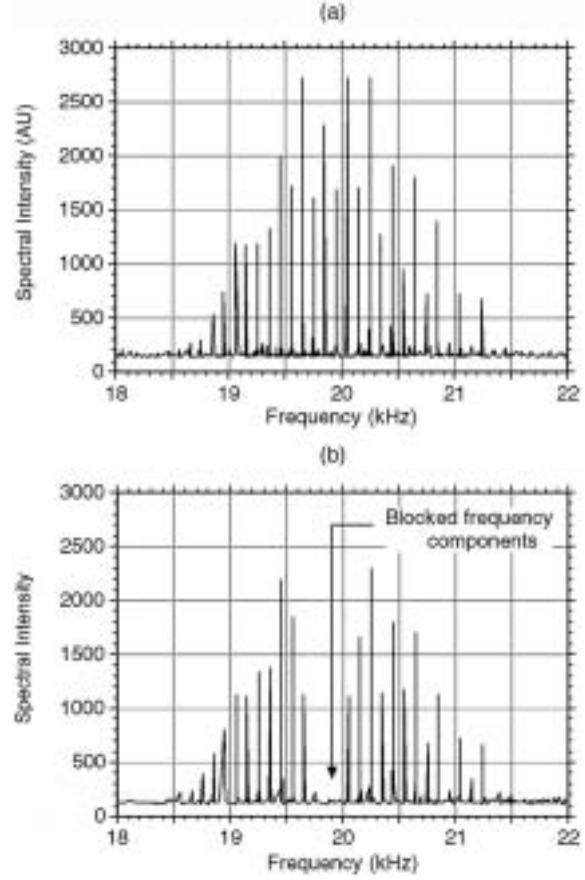 (a)
Spectral Intensity (AU)
3000
2500
2000
1500
1000
500
0
18 19 20 21 22
Frequency (kHz)
(b)
Spectral Intensity
3000
2500
2000
1500
1000
500
0
Blocked frequency
components
18 19 20 21 22
Frequency (kHz)